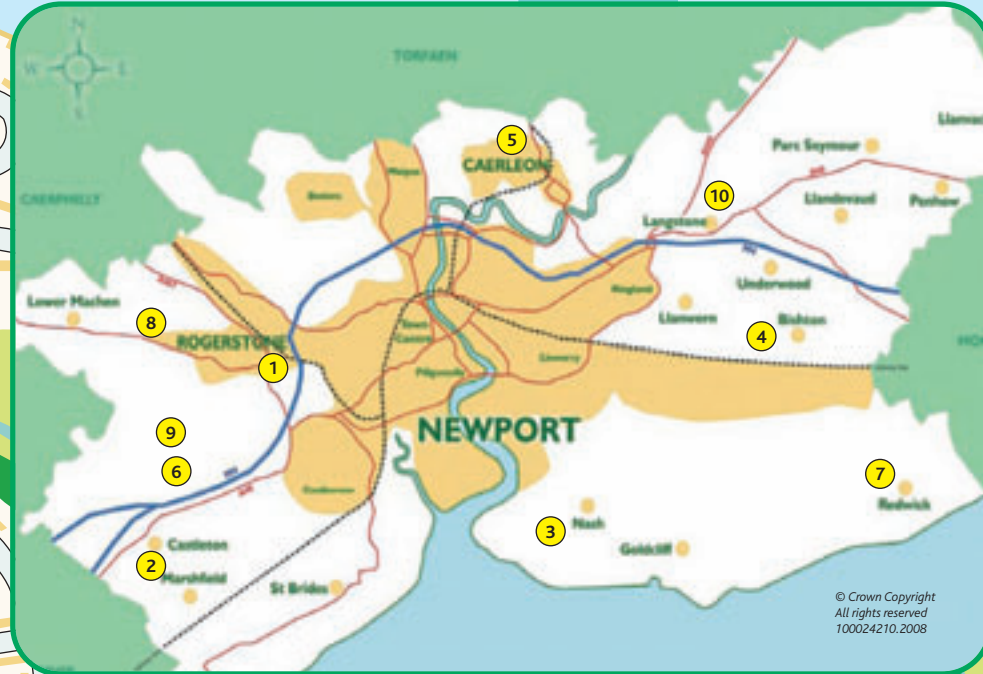 N
W
E
S
TORFAEN
CAERPHILLY
5
CAERLEON
Parc Seymour
10
Langstone
Llandevaud
Penhow
Lower Machen
8
ROGERSTONE
1
Underwood
Llanwern
4
Bishton
Ringland
Town
Centre
Lliswerry
Pillgwenlly
NEWPORT
9
6
7
Redwick
3
Nash
Goldcliff
Castleton
2
Marshfield
St Brides
© Crown Copyright
All rights reserved
100024210.2008